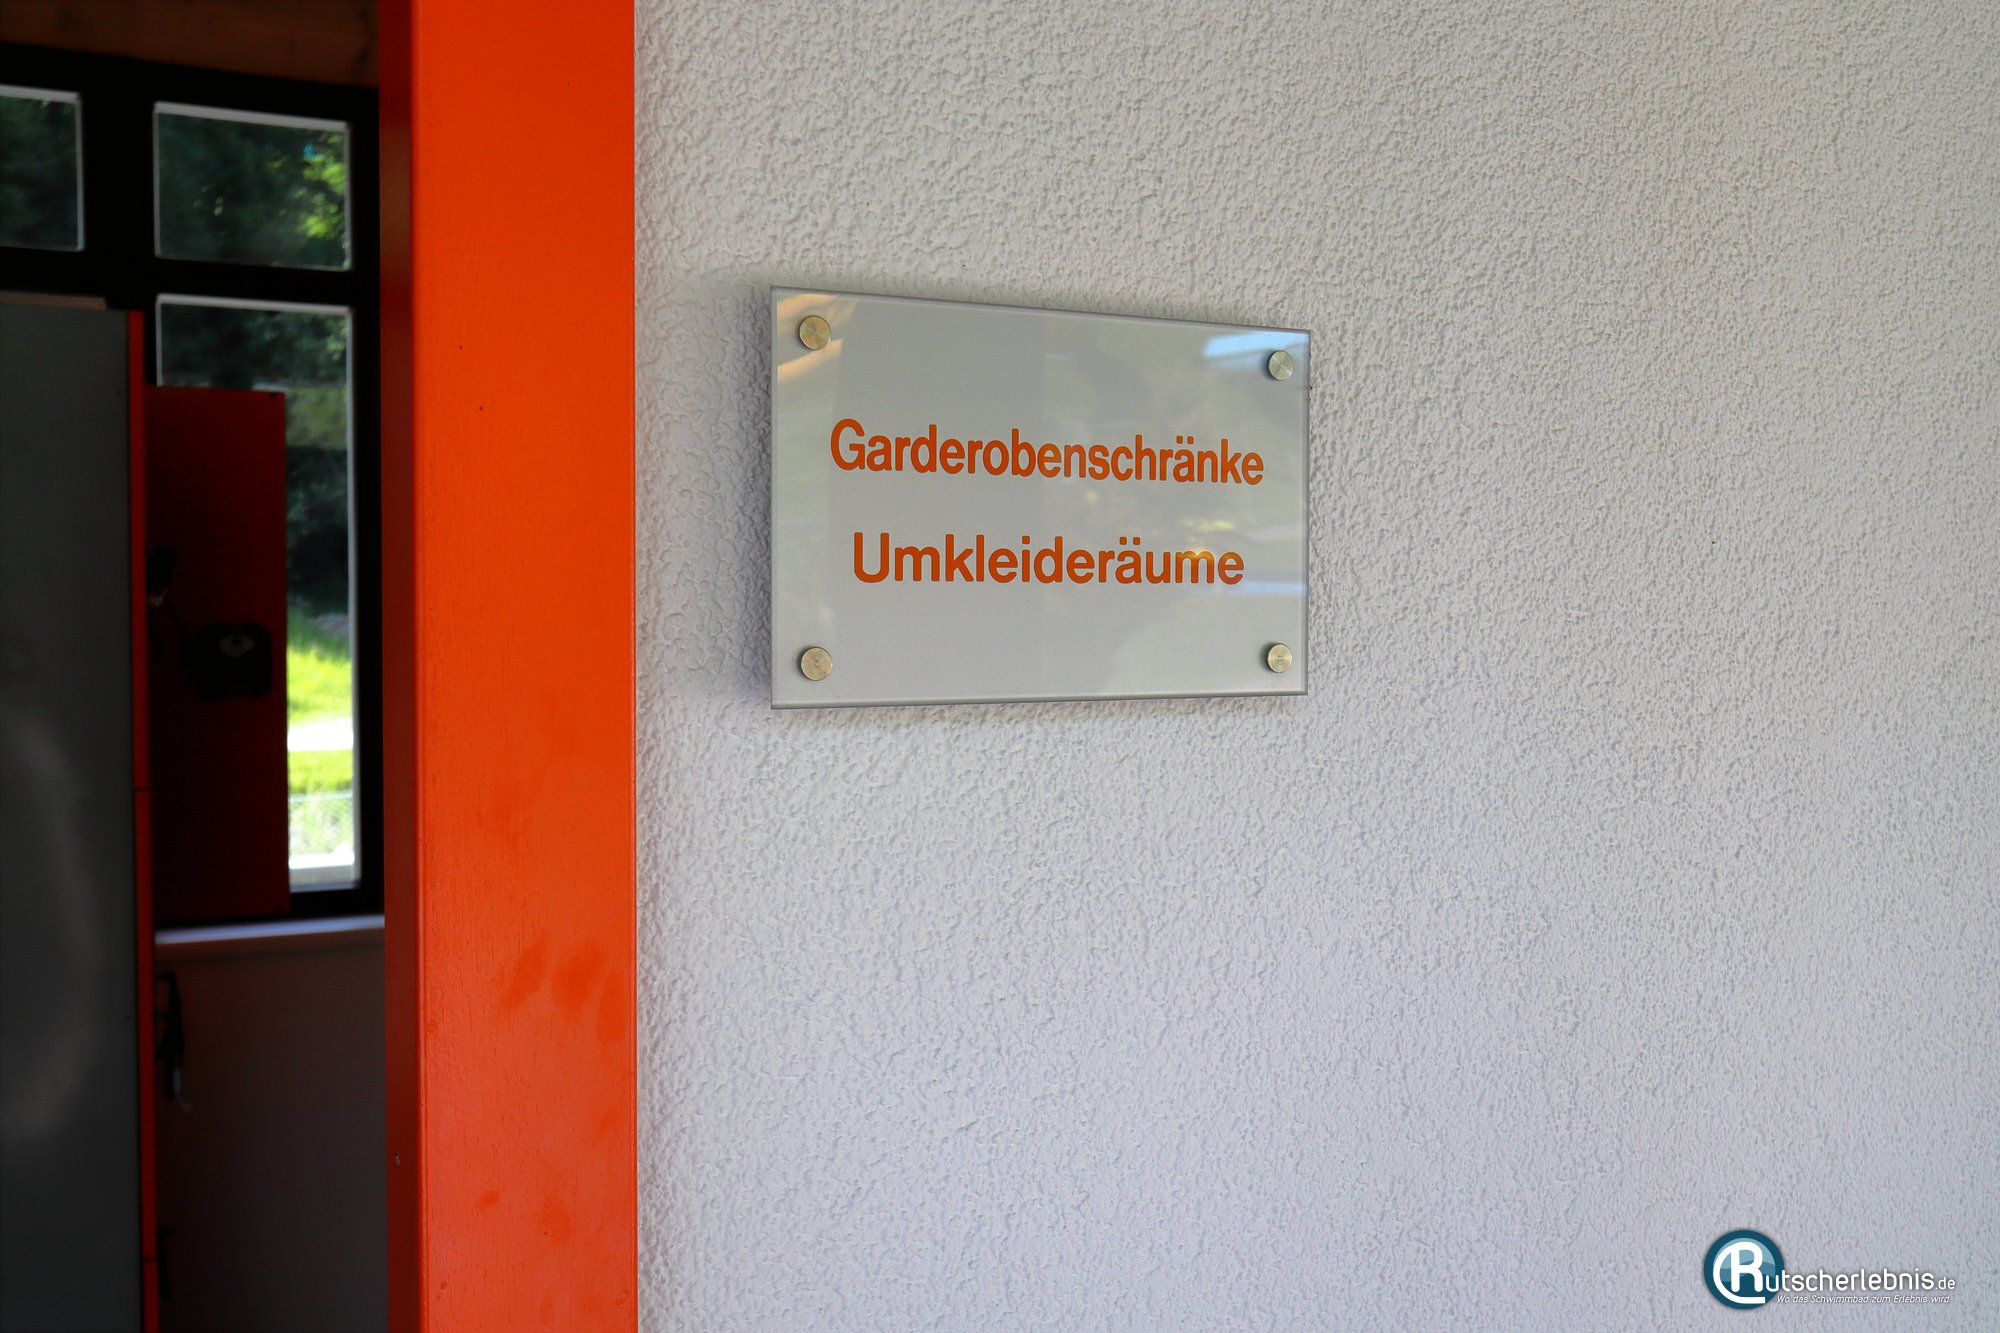 Garderobenschränke
Umkleideräume
Rutscherlebnis.de
Wo das Schwimmbad zum Erlebnis wird